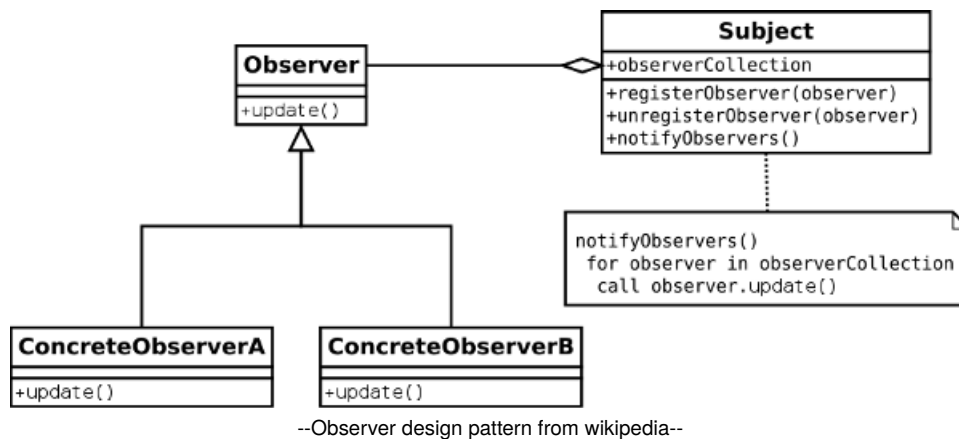 Observer
+update()
Subject
+observerCollection
+registerObserver(observer)
+unregisterObserver(observer)
+notifyObservers()
notifyObservers()
for observer in observerCollection
call observer.update()
ConcreteObserverA
+update()
ConcreteObserverB
+update()
--Observer design pattern from wikipedia--